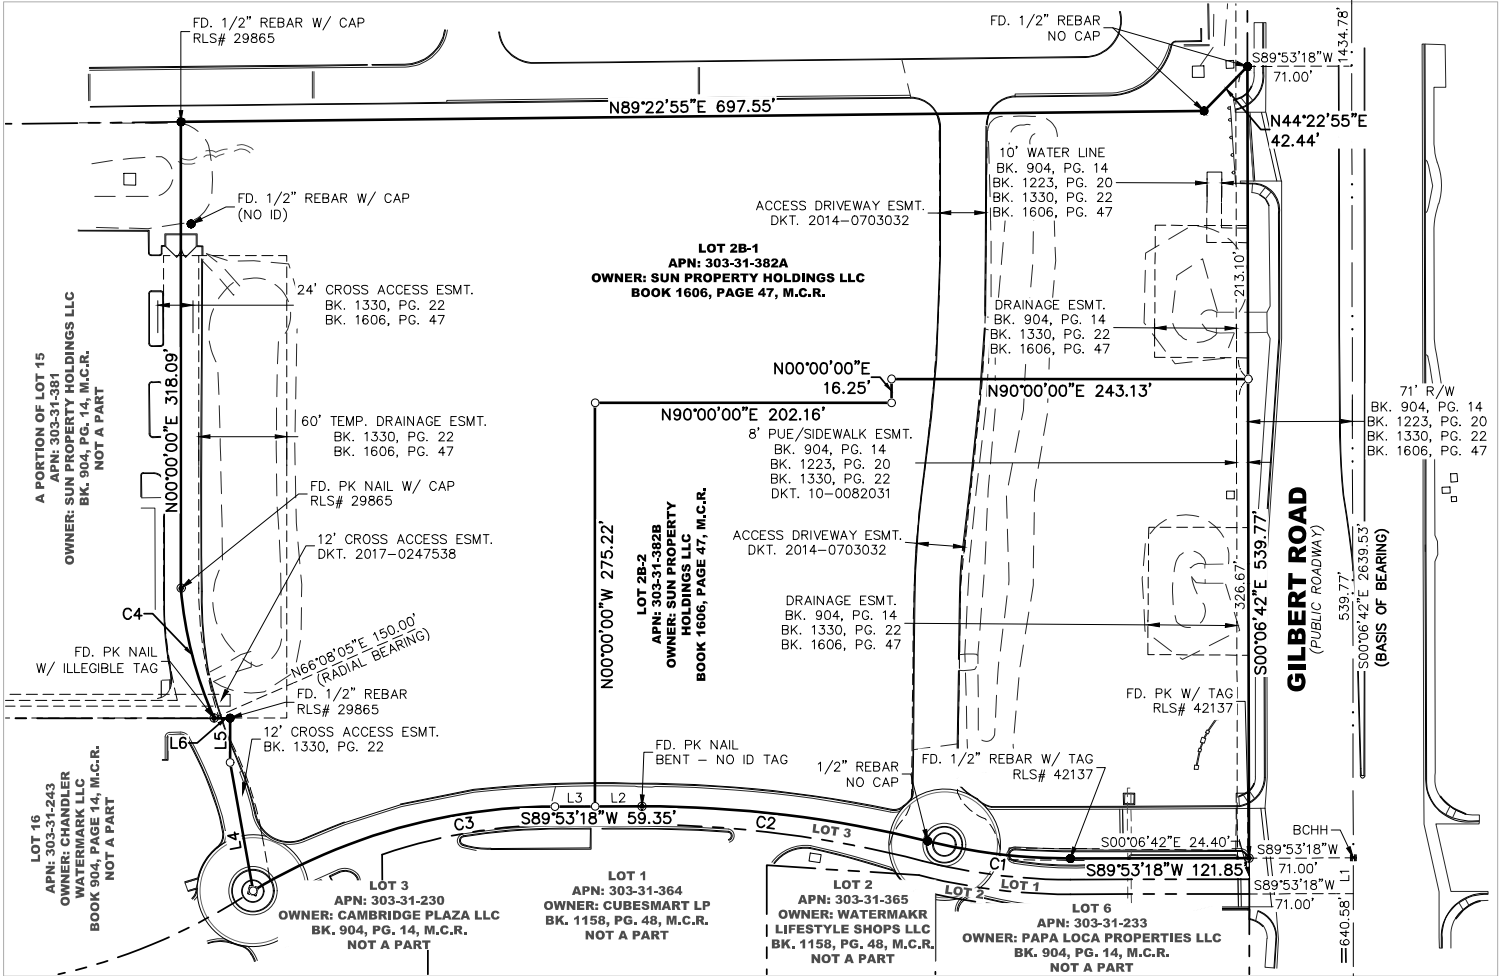 FD. 1/2" REBAR W/ CAP
RLS# 29865
FD. 1/2" REBAR
NO CAP
1434.78'
S89°53'18"W
71.00'
N89°22'55"E 697.55'
N44°22'55"E
42.44'
10' WATER LINE
BK. 904, PG. 14
BK. 1223, PG. 20
BK. 1330, PG. 22
BK. 1606, PG. 47
FD. 1/2" REBAR W/ CAP
(NO ID)
ACCESS DRIVEWAY ESMT.
DKT. 2014-0703032
LOT 2B-1
APN: 303-31-382A
OWNER: SUN PROPERTY HOLDINGS LLC
BOOK 1606, PAGE 47, M.C.R.
213.10'
24' CROSS ACCESS ESMT.
BK. 1330, PG. 22
BK. 1606, PG. 47
DRAINAGE ESMT.
BK. 904, PG. 14
BK. 1330, PG. 22
BK. 1606, PG. 47
A PORTION OF LOT 15
APN: 303-31-381
OWNER: SUN PROPERTY HOLDINGS LLC
BK. 904, PG. 14, M.C.R.
NOT A PART
N00°00'00"E 318.09'
N00°00'00"E
16.25'
N90°00'00"E 243.13'
N90°00'00"E 202.16'
71' R/W
BK. 904, PG. 14
BK. 1223, PG. 20
BK. 1330, PG. 22
BK. 1606, PG. 47
60' TEMP. DRAINAGE ESMT.
BK. 1330, PG. 22
BK. 1606, PG. 47
8' PUE/SIDEWALK ESMT.
BK. 904, PG. 14
BK. 1223, PG. 20
BK. 1330, PG. 22
DKT. 10-0082031
FD. PK NAIL W/ CAP
RLS# 29865
12' CROSS ACCESS ESMT.
DKT. 2017-0247538
N00°00'00"W 275.22'
LOT 2B-2
APN: 303-31-382B
OWNER: SUN PROPERTY
HOLDINGS LLC
BOOK 1606, PAGE 47, M.C.R.
ACCESS DRIVEWAY ESMT.
DKT. 2014-0703032
DRAINAGE ESMT.
BK. 904, PG. 14
BK. 1330, PG. 22
BK. 1606, PG. 47
326.67'
S00°06'42"E 539.77'
GILBERT ROAD
(PUBLIC ROADWAY)
539.77'
S00°06'42"E 2639.53'
(BASIS OF BEARING)
C4
FD. PK NAIL
W/ ILLEGIBLE TAG
N66°08'05"E 150.00'
(RADIAL BEARING)
FD. 1/2" REBAR
RLS# 29865
L6
L5
12' CROSS ACCESS ESMT.
BK. 1330, PG. 22
FD. PK W/ TAG
RLS# 42137
FD. PK NAIL
BENT - NO ID TAG
1/2" REBAR
NO CAP
FD. 1/2" REBAR W/ TAG
RLS# 42137
LOT 16
APN: 303-31-243
OWNER: CHANDLER
WATERMARK LLC
BOOK 904, PAGE 14, M.C.R.
NOT A PART
L4
L3
L2
S89°53'18"W 59.35'
C3
C2
LOT 3
C1
S00°06'42"E 24.40'
S89°53'18"W 121.85'
BCHH
S89°53'18"W
71.00'
S89°53'18"W
71.00'
L1
=640.58'
LOT 1
LOT 2
LOT 3
APN: 303-31-230
OWNER: CAMBRIDGE PLAZA LLC
BK. 904, PG. 14, M.C.R.
NOT A PART
LOT 1
APN: 303-31-364
OWNER: CUBESMART LP
BK. 1158, PG. 48, M.C.R.
NOT A PART
LOT 2
APN: 303-31-365
OWNER: WATERMAKR
LIFESTYLE SHOPS LLC
BK. 1158, PG. 48, M.C.R.
NOT A PART
LOT 6
APN: 303-31-233
OWNER: PAPA LOCA PROPERTIES LLC
BK. 904, PG. 14, M.C.R.
NOT A PART